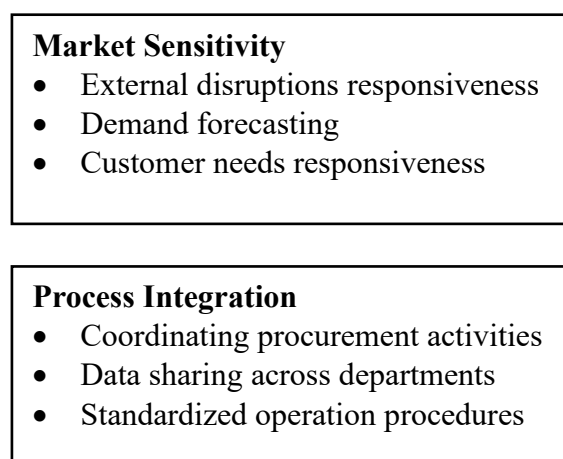 Market Sensitivity
• External disruptions responsiveness
• Demand forecasting
• Customer needs responsiveness
Process Integration
• Coordinating procurement activities
• Data sharing across departments
• Standardized operation procedures